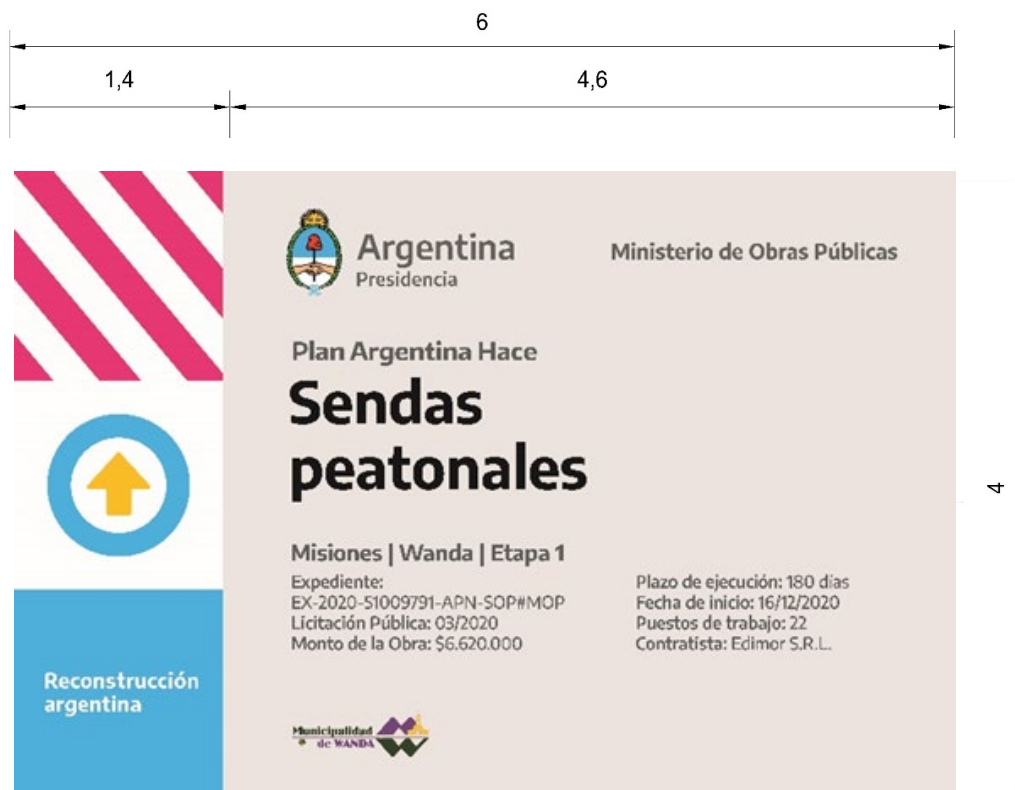 6
1,4
4,6
Argentina
Presidencia
Ministerio de Obras Públicas
Plan Argentina Hace
Sendas
peatonales
Misiones | Wanda | Etapa 1
Expediente:
EX-2020-51009791-APN-SOP#MOP
Licitación Pública: 03/2020
Monto de la Obra: $6.620.000
Plazo de ejecución: 180 días
Fecha de inicio: 16/12/2020
Puestos de trabajo: 22
Contratista: Edimor S.R.L.
4
Reconstrucción
argentina
Municipalidad
de WANDA